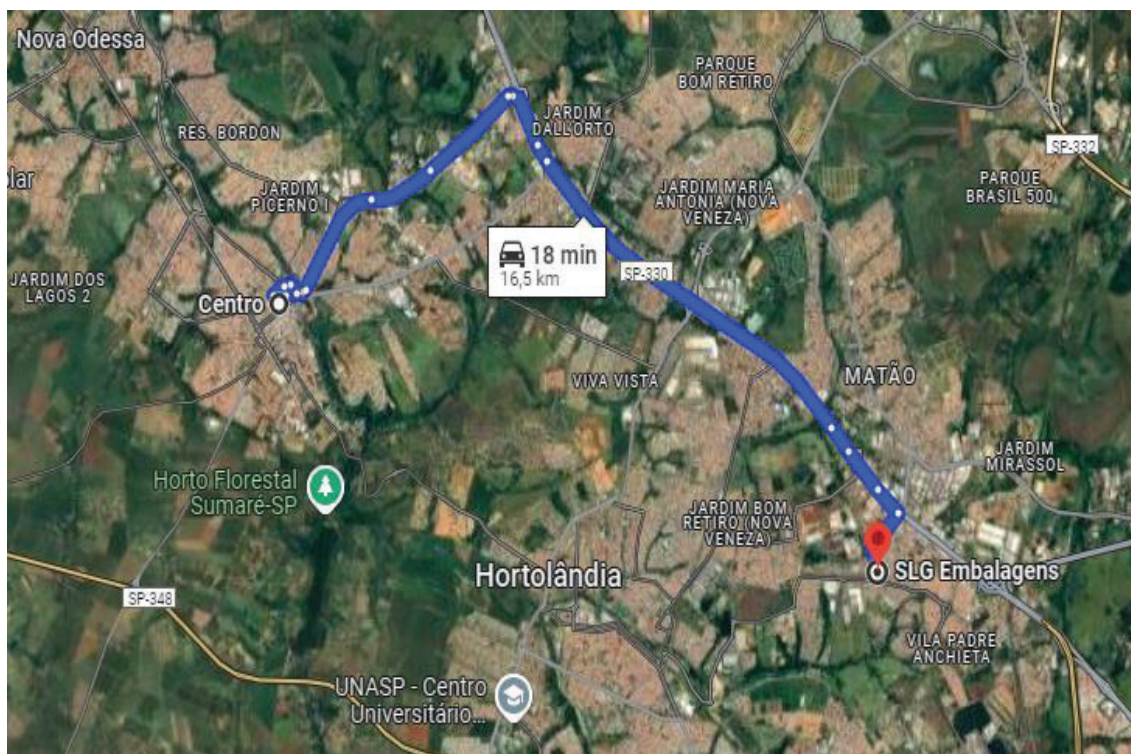 Nova Odessa
PARQUE
BOM RETIRO
RES. BORDON
JARDIM
DALL'ORTO
SP-332
olar
JARDIM
PICERNO I
JARDIM MARIA
ANTONIA (NOVA
VENEZA)
PARQUE
BRASIL 500
18 min
16,5 km
SP-330
JARDIM DOS
LAGOS 2
Centro
VIVA VISTA
MATÃO
Horto Florestal
Sumaré-SP
JARDIM
MIRASSOL
JARDIM BOM
RETIRO (NOVA
VENEZA)
Hortolândia
SLG Embalagens
SP-348
VILA PADRE
ANCHIETA
UNASP - Centro
Universitário...